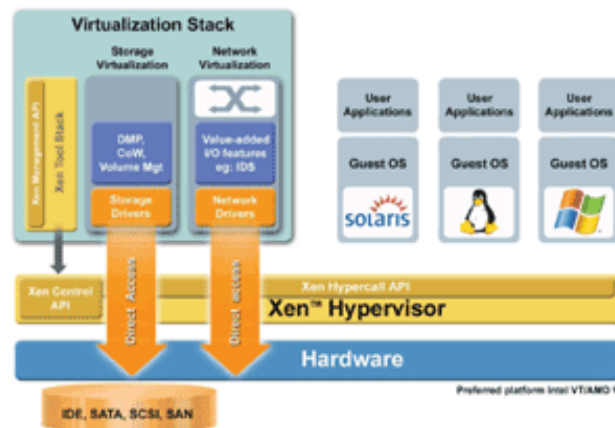 Virtualization Stack
Storage
Virtualization
Network
Virtualization
Xen Management API
Xen Tool Stack
DMP,
CoW,
Volume Mgt
Value-added
I/O features
eg: IDS
Storage
Drivers
Network
Drivers
User
Applications
User
Applications
User
Applications
Guest OS
Guest OS
Guest OS
SOLARIS
Direct Access
Direct access
Xen Control
API
Xen Hypercall API
Xen™ Hypervisor
Hardware
Preferred platform Intel VT/AMD V
IDE, SATA, SCSI, SAN